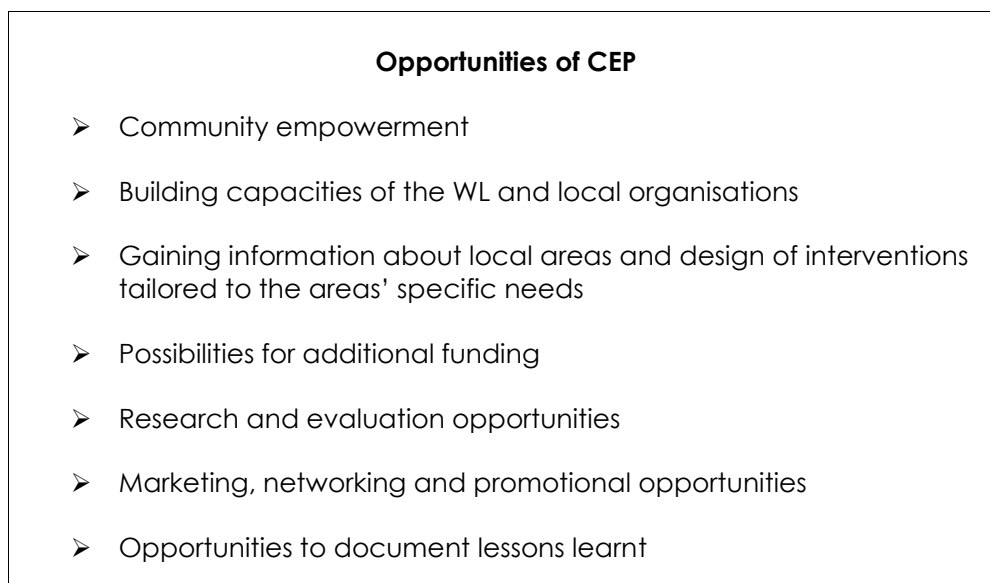 Opportunities of CEP
➢ Community empowerment
➢ Building capacities of the WL and local organisations
➢ Gaining information about local areas and design of interventions
tailored to the areas’ specific needs
➢ Possibilities for additional funding
➢ Research and evaluation opportunities
➢ Marketing, networking and promotional opportunities
➢ Opportunities to document lessons learnt